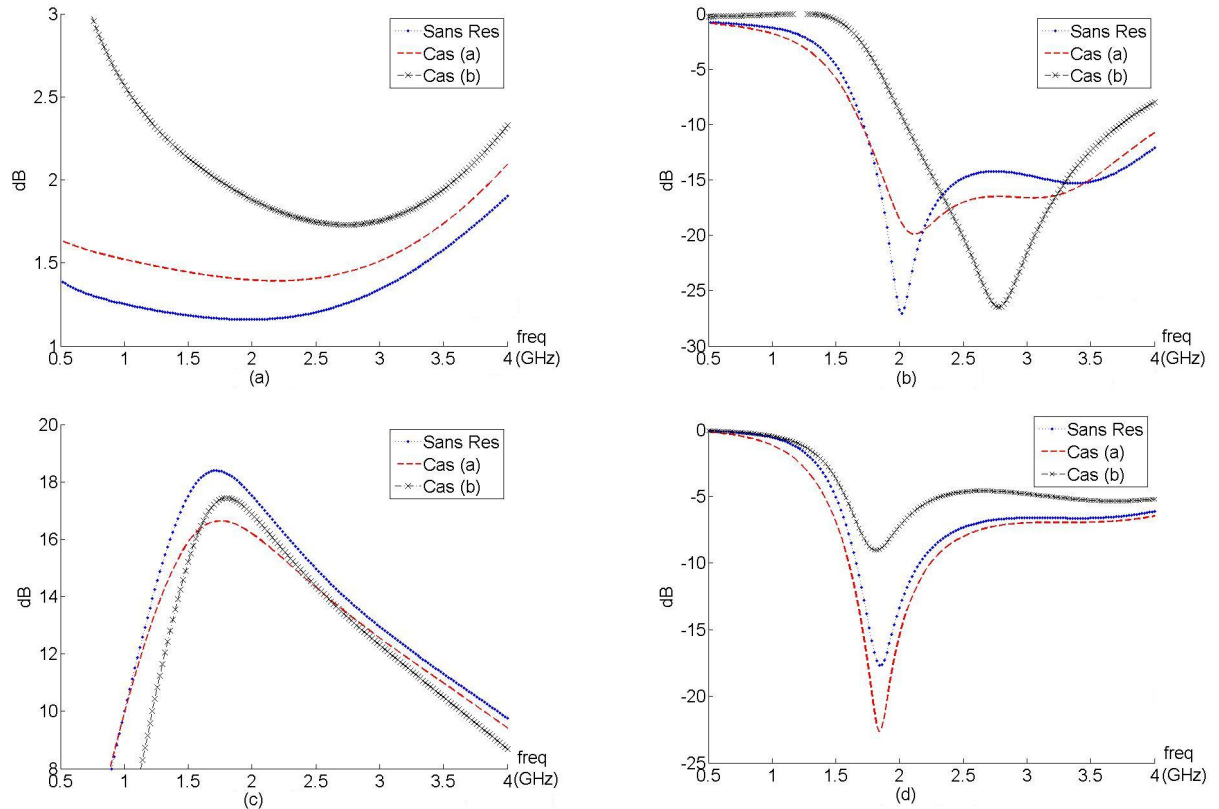 3
2.5
2
1.5
1
dB
0.5
1
1.5
2
2.5
3
3.5
4
freq
(GHz)
(a)
Sans Res
Cas (a)
Cas (b)
0
-5
-10
-15
-20
-25
-30
dB
0.5
1
1.5
2
2.5
3
3.5
4
freq
(GHz)
(b)
Sans Res
Cas (a)
Cas (b)
20
18
16
14
12
10
8
dB
0.5
1
1.5
2
2.5
3
3.5
4
freq
(GHz)
(c)
Sans Res
Cas (a)
Cas (b)
0
-5
-10
-15
-20
-25
dB
0.5
1
1.5
2
2.5
3
3.5
4
freq
(GHz)
(d)
Sans Res
Cas (a)
Cas (b)